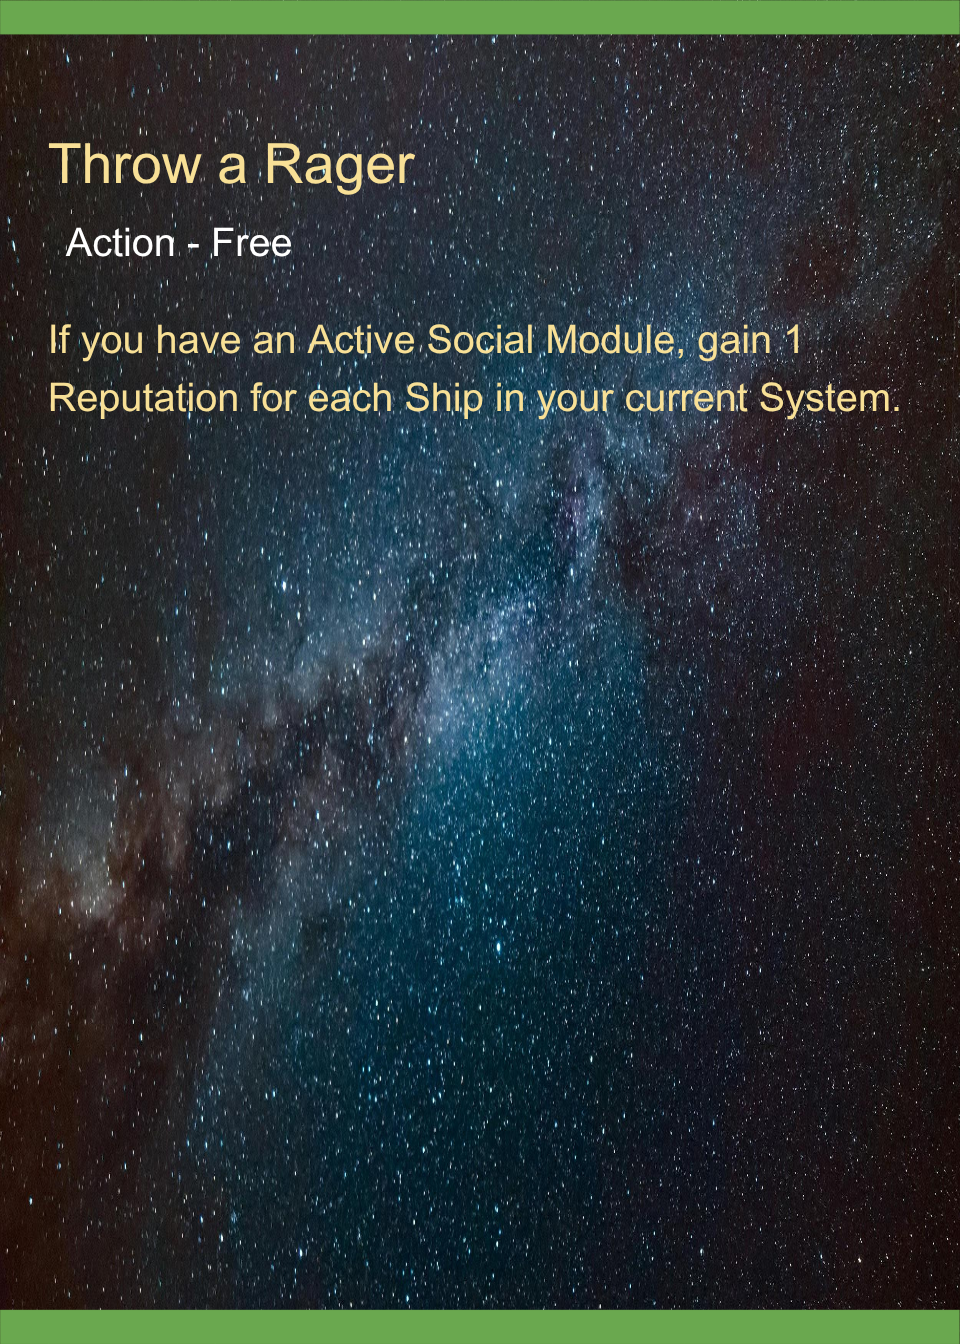 Throw a Rager
Action - Free
If you have an Active Social Module, gain 1
Reputation for each Ship in your current System.